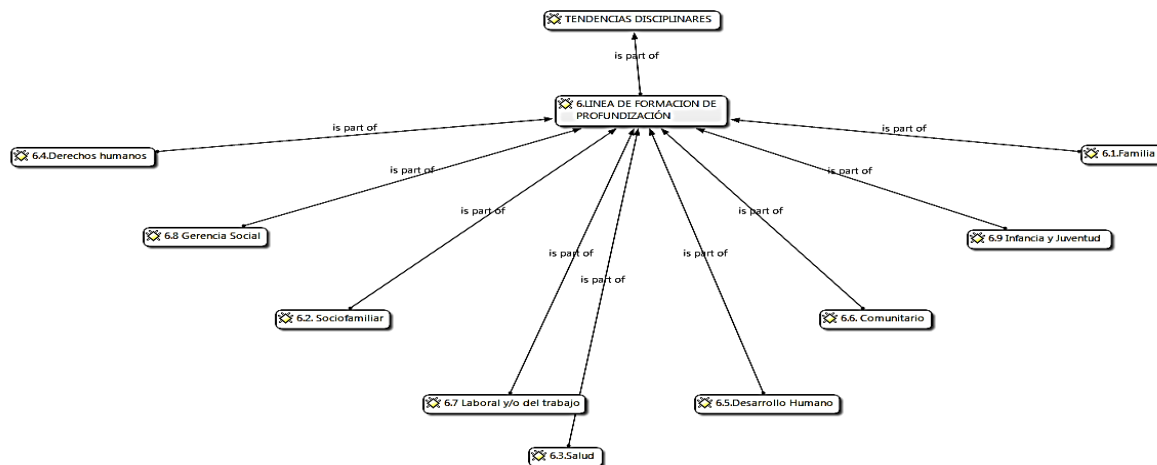 TENDENCIAS DISCIPLINARES
is part of
6.LINEA DE FORMACION DE
PROFUNDIZACIÓN
is part of
is part of
6.4.Derechos humanos
6.1.Familia
is part of
is part of
is part of
is part of
6.8 Gerencia Social
6.9 Infancia y Juventud
is part of
is part of
is part of
6.2. Sociofamiliar
6.6. Comunitario
6.7 Laboral y/o del trabajo
6.5.Desarrollo Humano
6.3.Salud